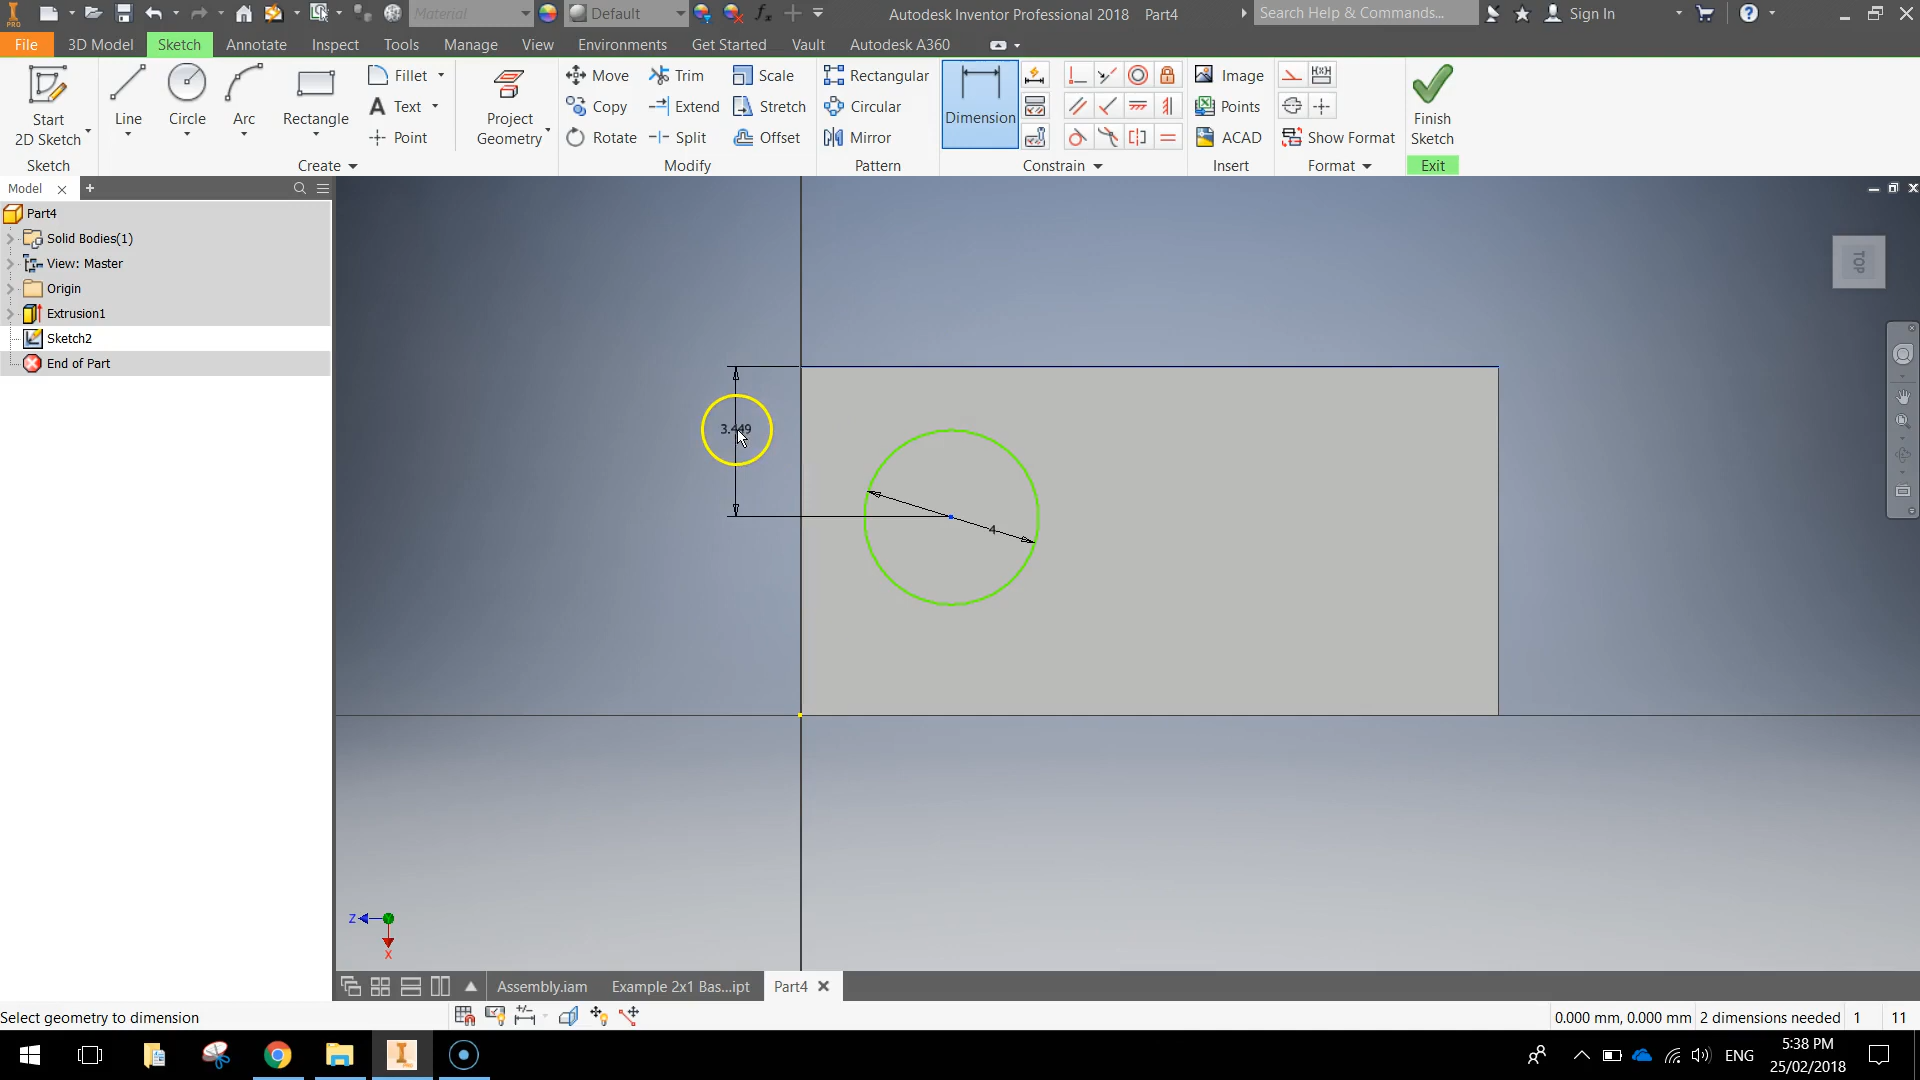 Material
Default
Autodesk Inventor Professional 2018 Part4
Search Help & Commands...
Sign In
PRO
File 3D Model Sketch Annotate Inspect Tools Manage View Environments Get Started Vault Autodesk A360
Start
2D Sketch
Sketch
Line
Circle
Arc
Rectangle
Fillet
Text
Point
Create
Project
Geometry
Move
Copy
Rotate
Trim
Extend
Split
Scale
Stretch
Offset
Modify
Rectangular
Circular
Mirror
Pattern
Dimension
Constrain
Image
Points
ACAD
Insert
Show Format
Format
Finish
Sketch
Exit
Model
Part4
Solid Bodies(1)
View: Master
Origin
Extrusion1
Sketch2
End of Part
TOP
3.449
4
Z
X
Assembly.iam Example 2x1 Bas...ipt Part4
Select geometry to dimension
0.000 mm, 0.000 mm 2 dimensions needed 1 11
ENG
5:38 PM
25/02/2018